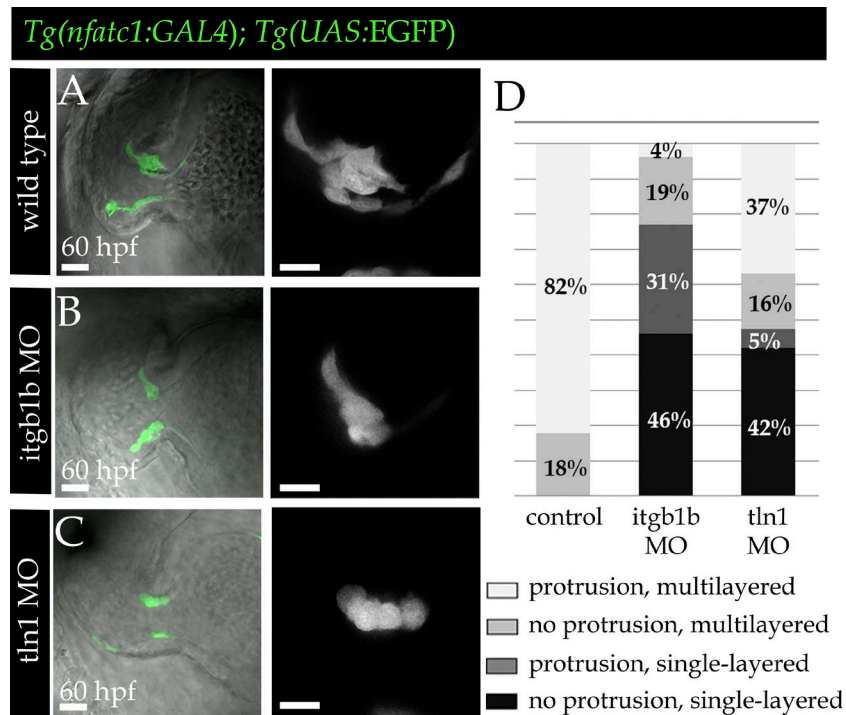 Tg(nfatc1:GAL4); Tg(UAS:EGFP)
wild type
A
60 hpf
itgb1b MO
B
60 hpf
tln1 MO
C
60 hpf
D
4%
19%
37%
82%
31%
16%
5%
46%
42%
18%
control
itgb1b
MO
tln1
MO
protrusion, multilayered
no protrusion, multilayered
protrusion, single-layered
no protrusion, single-layered